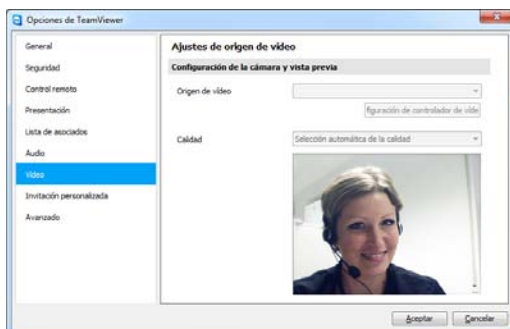 Opciones de TeamViewer
General
Seguridad
Control remoto
Presentación
Lista de asociados
Audio
Vídeo
Invitación personalizada
Avanzado
Ajustes de origen de vídeo
Configuración de la cámara y vista previa
Origen de vídeo
figuración de controlador de víde
Calidad
Selección automática de la calidad
Aceptar
Cancelar